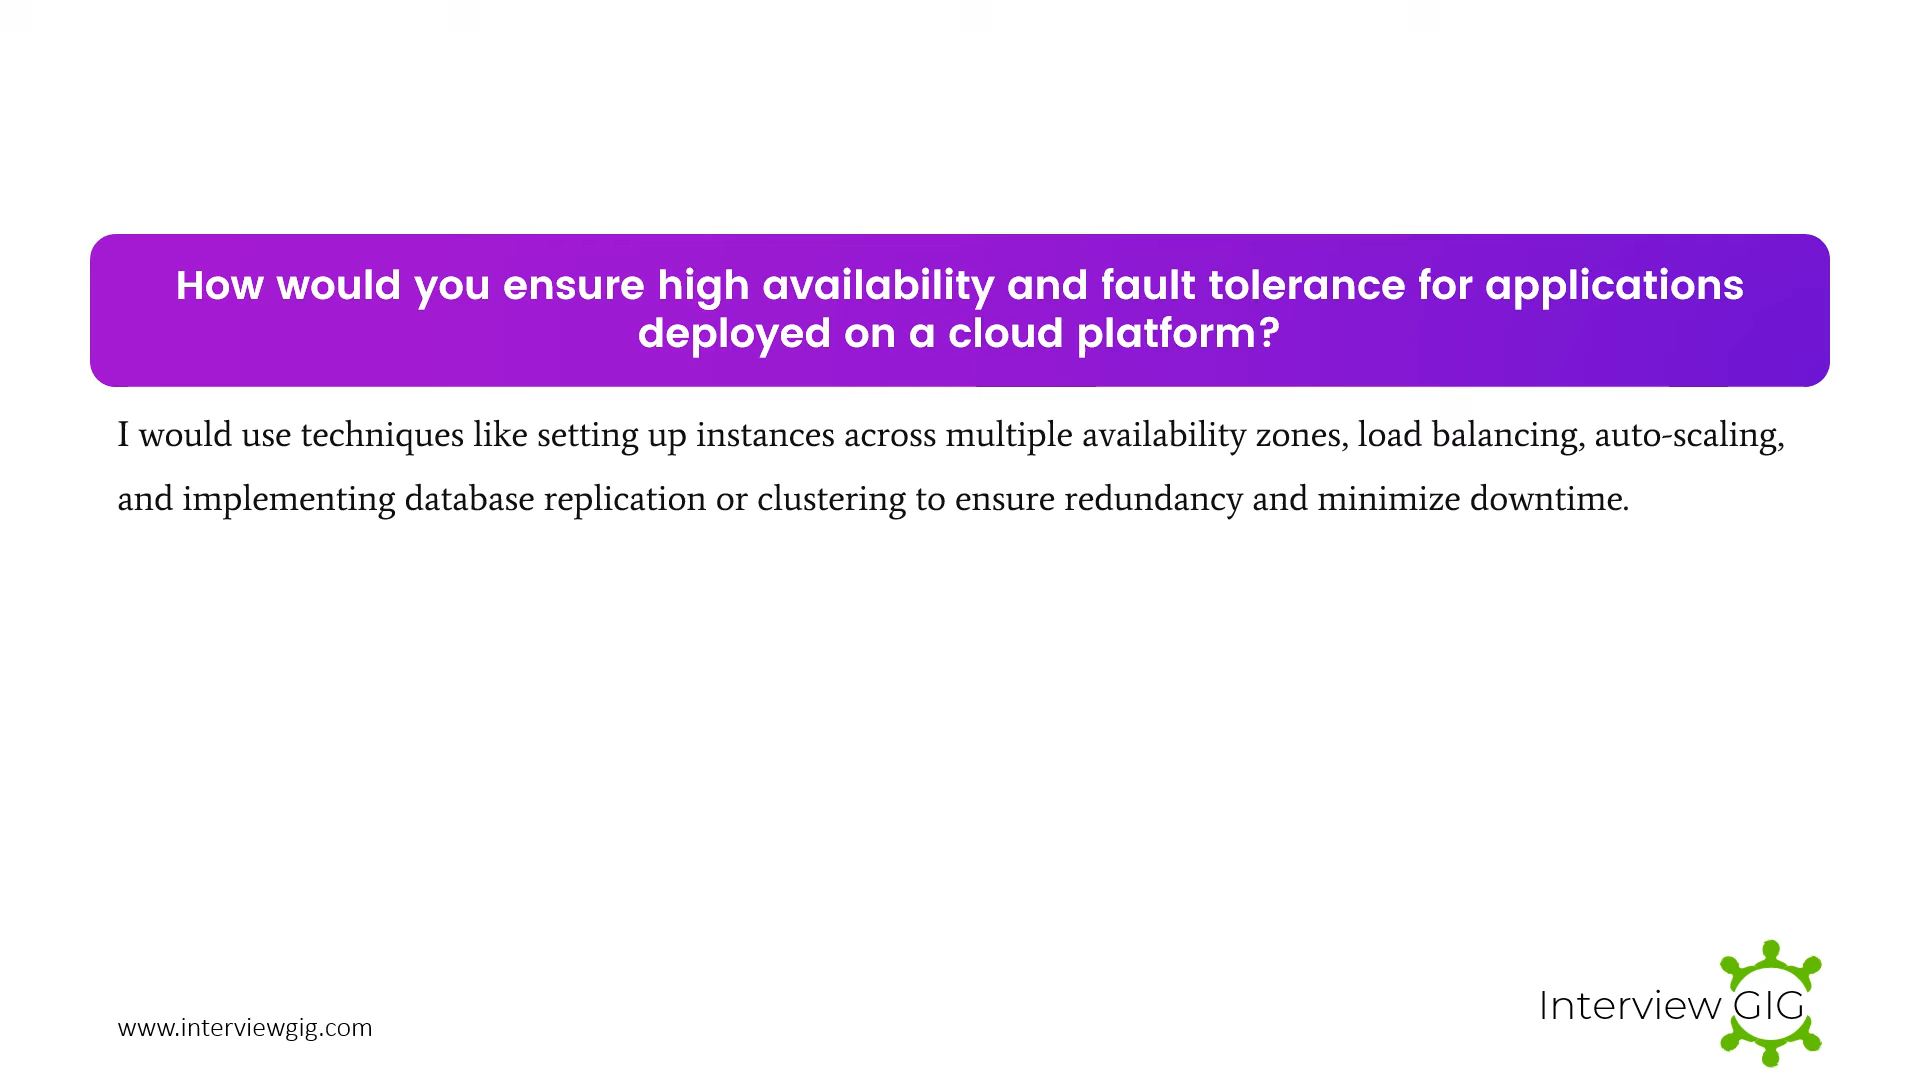 How would you ensure high availability and fault tolerance for applications
deployed on a cloud platform?
I would use techniques like setting up instances across multiple availability zones, load balancing, auto-scaling,
and implementing database replication or clustering to ensure redundancy and minimize downtime.
www.interviewgig.com
Interview GIG